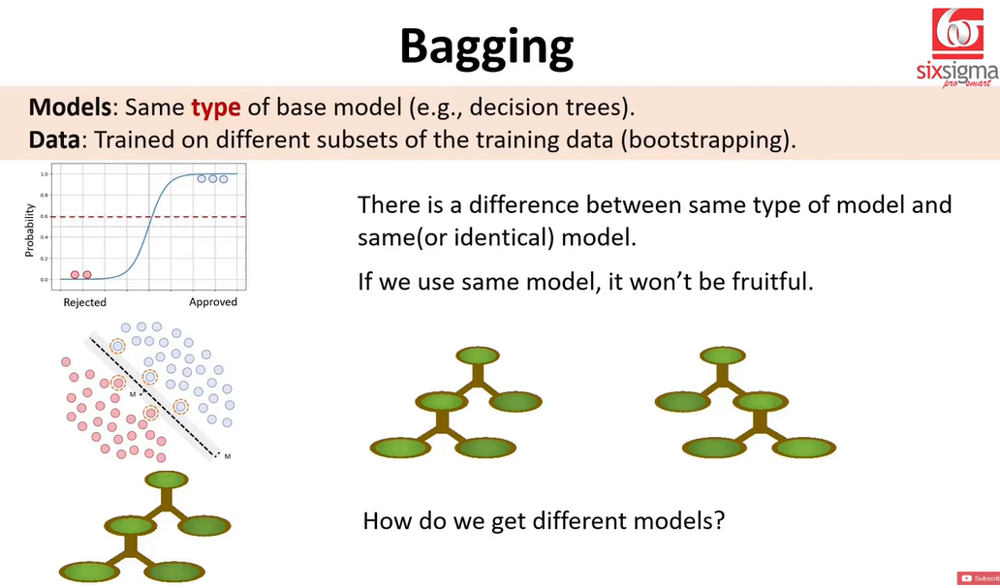 Bagging
sixsigma
pro smart
Models: Same type of base model (e.g., decision trees).
Data: Trained on different subsets of the training data (bootstrapping).
1.0
0.8
0.6
0.4
0.2
0.0
Probability
Rejected Approved
There is a difference between same type of model and
same(or identical) model.
If we use same model, it won't be fruitful.
M
M
How do we get different models?
Subscrib